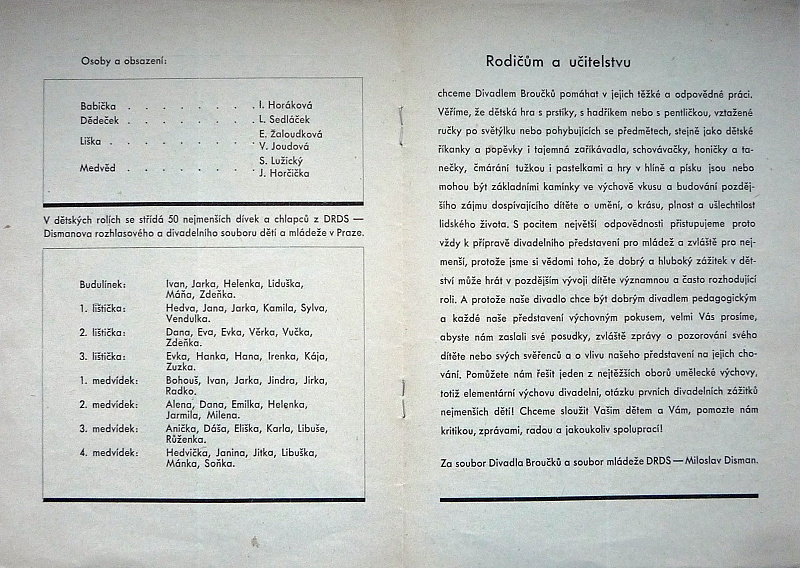 Osoby a obsazení:
Babička . . . . . . . . I. Horáková
Dědeček . . . . . . . . L. Sedláček
Liška . . . . . . . . E. Žaloudková
V. Joudová
Medvěd . . . . . . . . S. Lužický
J. Horčička
V dětských rolích se střídá 50 nejmenších dívek a chlapců z DRDS —
Dismanova rozhlasového a divadelního souboru dětí a mládeže v Praze.
Budulínek: Ivan, Jarka, Helenka, Liduška,
Máňa, Zdeňka.
1. lištička: Hedva, Jana, Jarka, Kamila, Sylva,
Vendulka.
2. lištička: Dana, Eva, Evka, Věrka, Vučka,
Zdeňka.
3. lištička: Evka, Hanka, Hana, Irenka, Kája,
Zuzka.
1. medvídek: Bohouš, Ivan, Jarka, Jindra, Jirka,
Radko.
2. medvídek: Alena, Dana, Emilka, Helenka,
Jarmila, Milena.
3. medvídek: Anička, Dáša, Eliška, Karla, Libuše,
Růženka.
4. medvídek: Hedvička, Janina, Jitka, Libuška,
Mánka, Soňka.
Rodičům a učitelstvu
chceme Divadlem Broučků pomáhat v jejich těžké a odpovědné práci.
Věříme, že dětská hra s prstíky, s hadříkem nebo s pentličkou, vztažené
ručky po světýlku nebo pohybujících se předmětech, stejně jako dětské
říkanky a popěvky i tajemná zaříkávadla, schovávačky, honičky a ta-
nečky, čmárání tužkou i pastelkami a hry v hlíně a písku jsou nebo
mohou být základními kamínky ve výchově vkusu a budování pozděj-
šího zájmu dospívajícího dítěte o umění, o krásu, plnost a ušlechtilost
lidského života. S pocitem největší odpovědnosti přistupujeme proto
vždy k přípravě divadelního představení pro mládež a zvláště pro nej-
menší, protože jsme si vědomi toho, že dobrý a hluboký zážitek v dět-
ství může hrát v pozdějším vývoji dítěte významnou a často rozhodující
roli. A protože naše divadlo chce být dobrým divadlem pedagogickým
a každé naše představení výchovným pokusem, velmi Vás prosíme,
abyste nám zaslali své posudky, zvláště zprávy o pozorování svého
dítěte nebo svých svěřenců a o vlivu našeho představení na jejich cho-
vání. Pomůžete nám řešit jeden z nejtěžších oborů umělecké výchovy,
totiž elementární výchovu divadelní, otázku prvních divadelních zážitků
nejmenších dětí! Chceme sloužit Vašim dětem a Vám, pomozte nám
kritikou, zprávami, radou a jakoukoliv spoluprací!
Za soubor Divadla Broučků a soubor mládeže DRDS — Miloslav Disman.